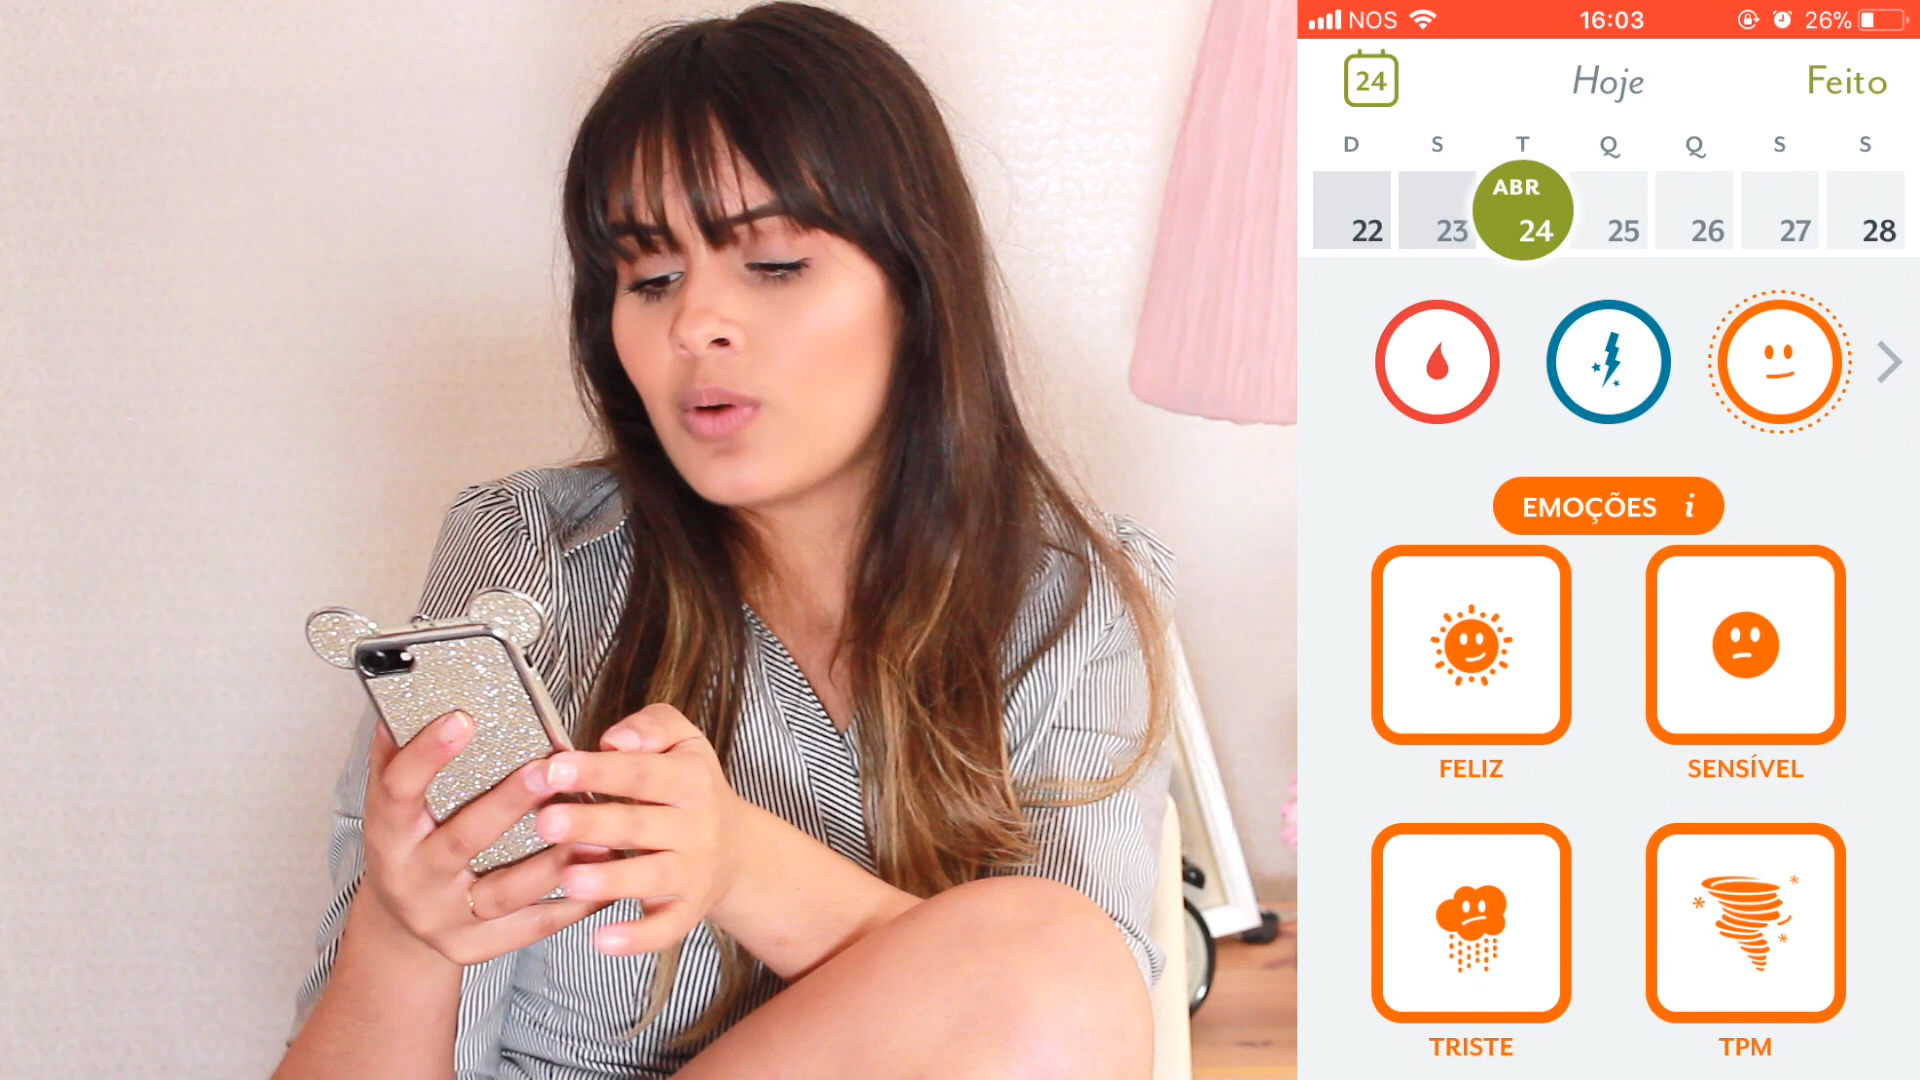 NOS 16:03 26%
24 Hoje Feito
D S T Q Q S S
ABR
22 23 24 25 26 27 28
EMOÇÕES i
FELIZ SENSÍVEL
TRISTE TPM